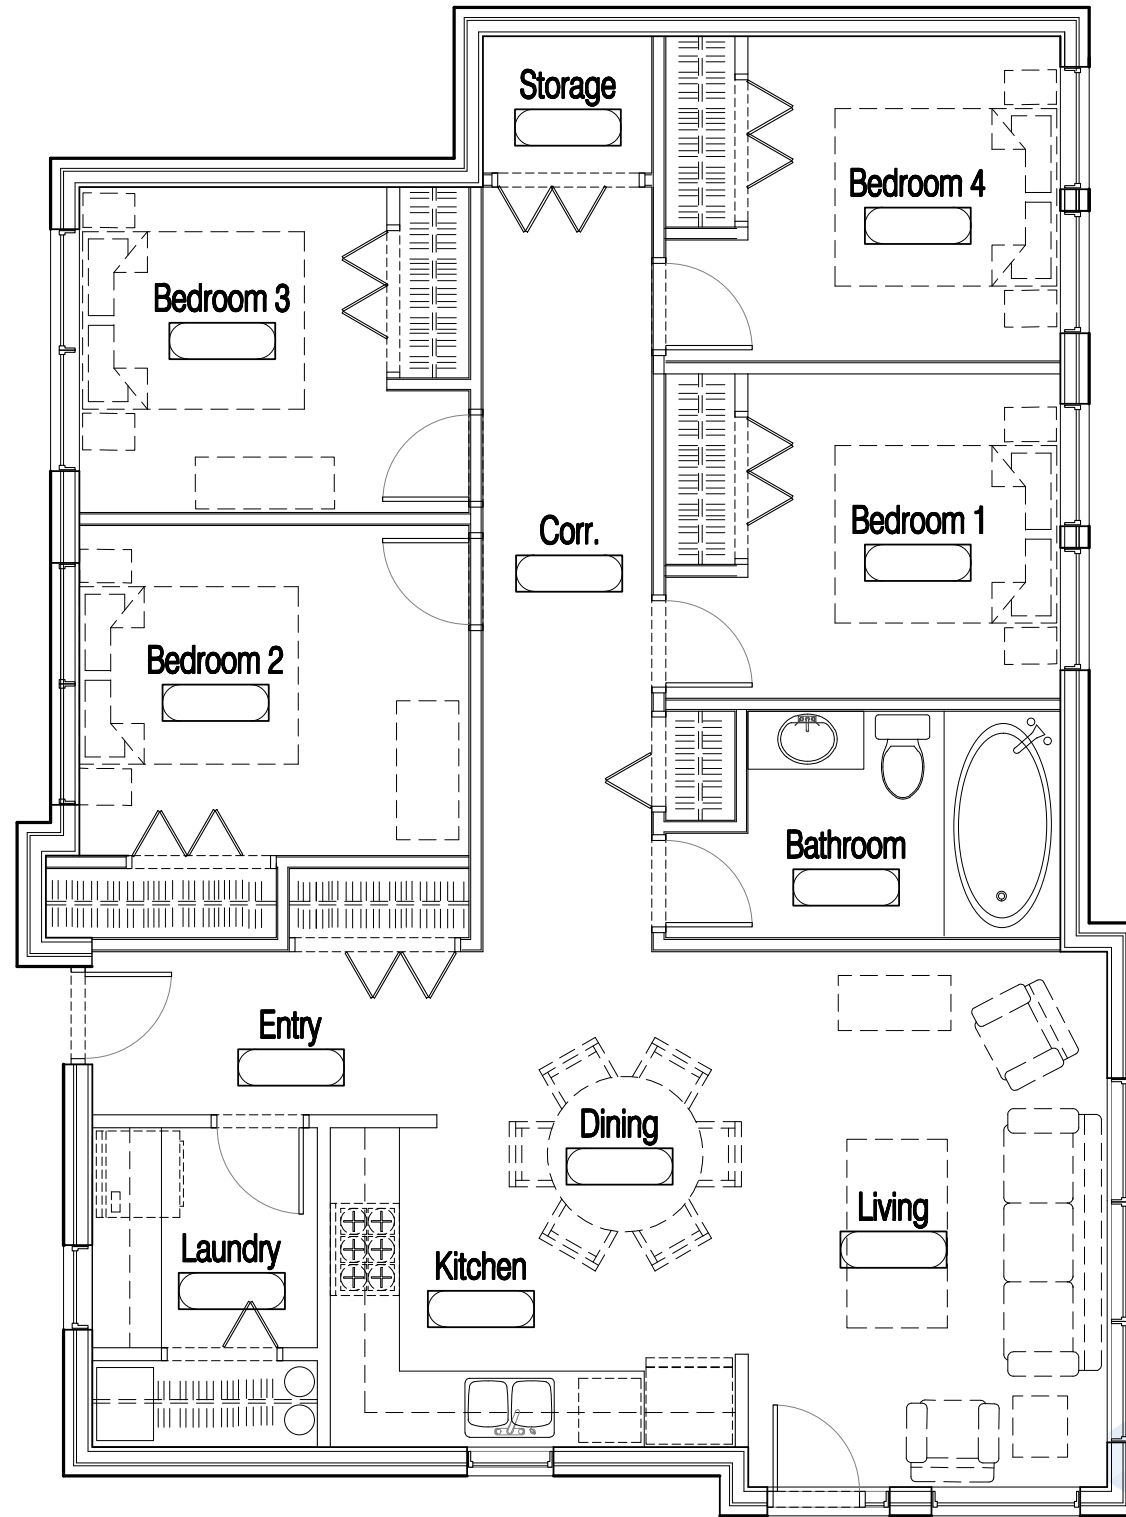 Storage
Bedroom 4
Bedroom 3
Corr.
Bedroom 1
Bedroom 2
Bathroom
Entry
Dining
Living
Laundry
Kitchen